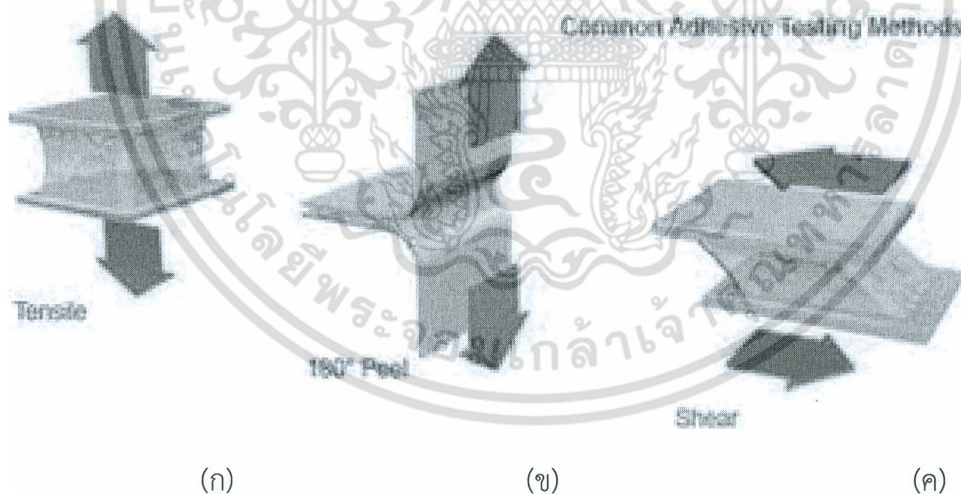 Common Adhesive Testing Methods
Tensile
180° Peel
Shear
(ก) (ข) (ค)